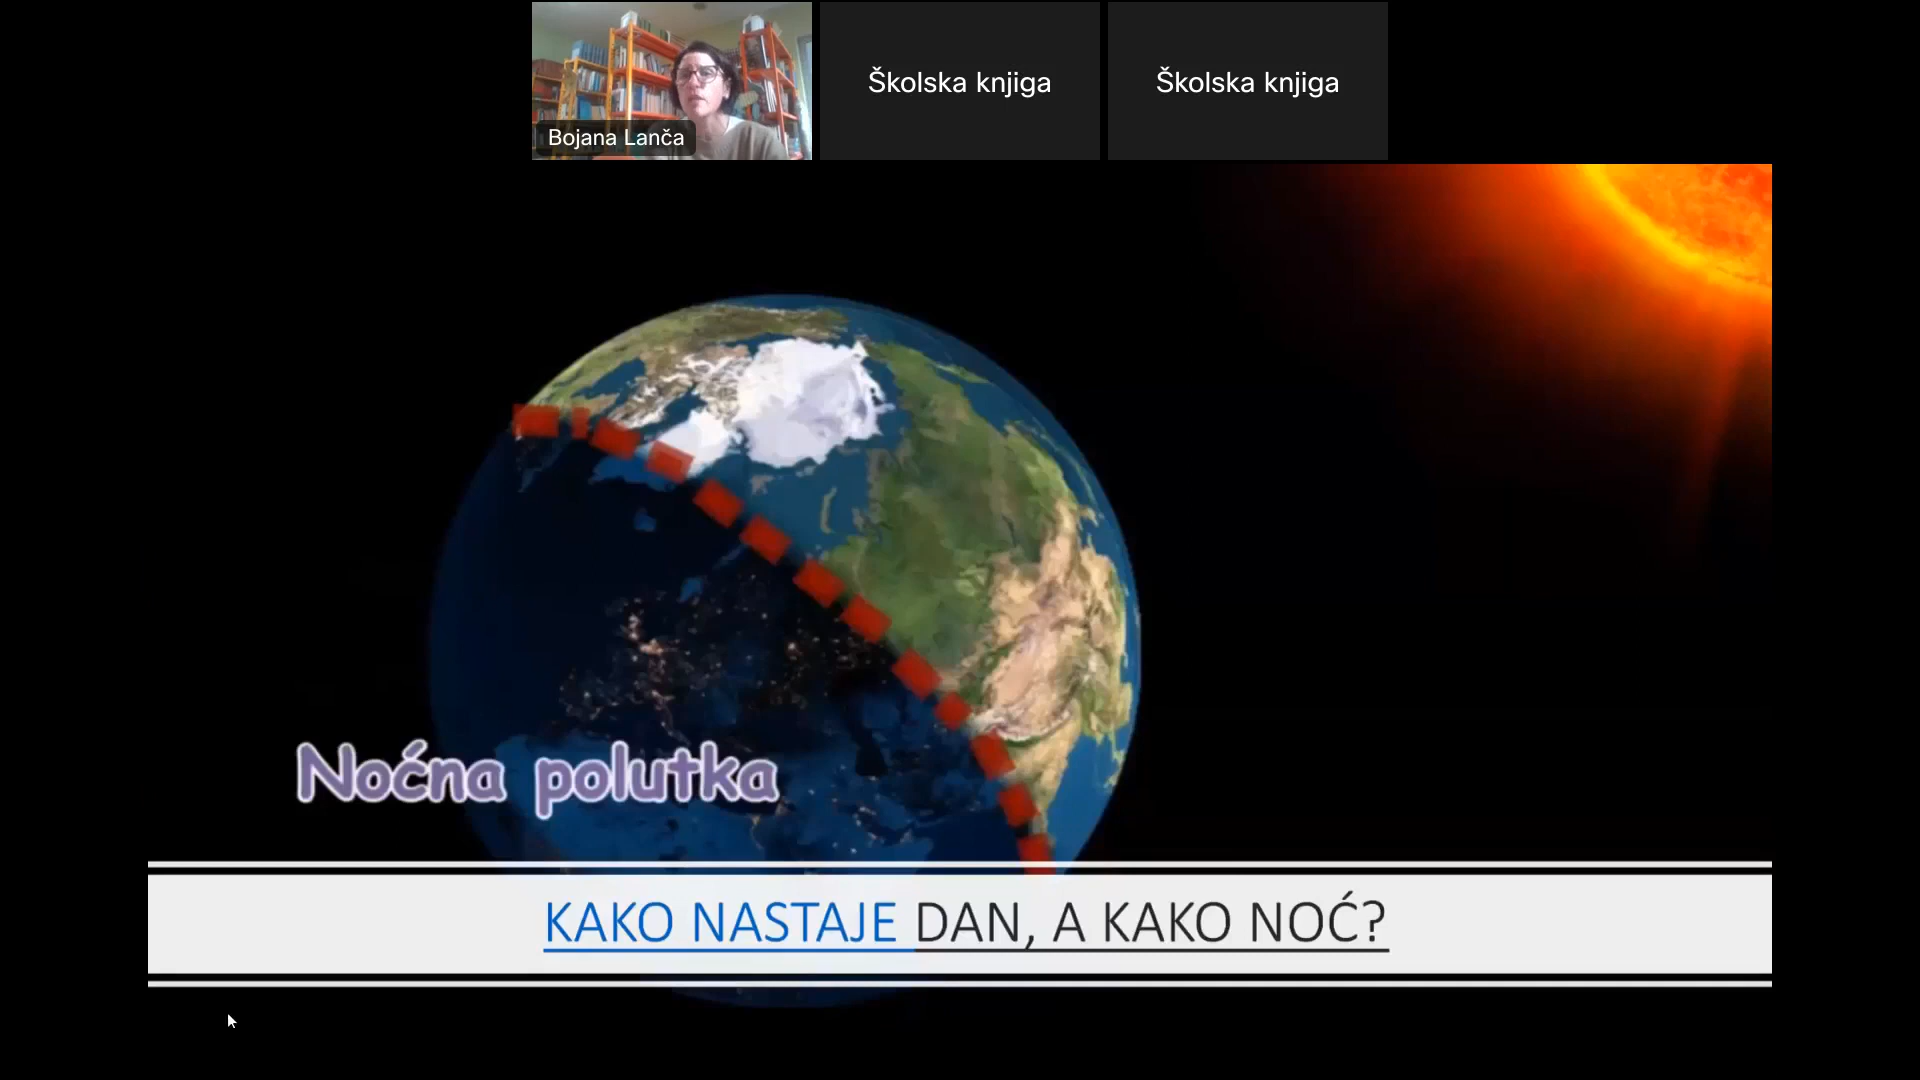 Bojana Lanča
Školska knjiga
Školska knjiga
Noćna polutka
KAKO NASTAJE DAN, A KAKO NOĆ?